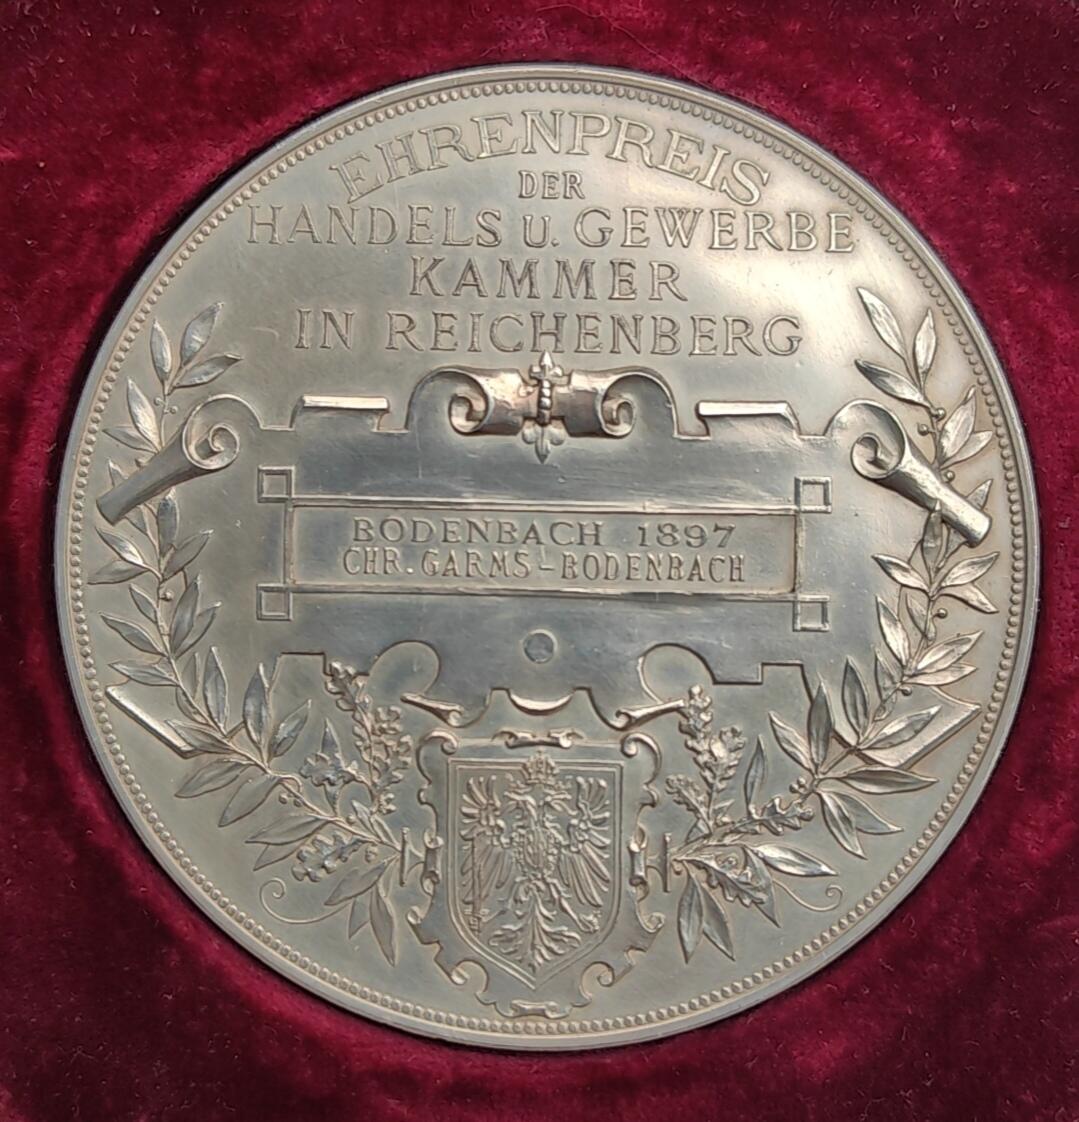 EHRENPREIS
DER
HANDELS U. GEWERBE
KAMMER
IN REICHENBERG
BODENBACH 1897
CHR. GARMS-BODENBACH